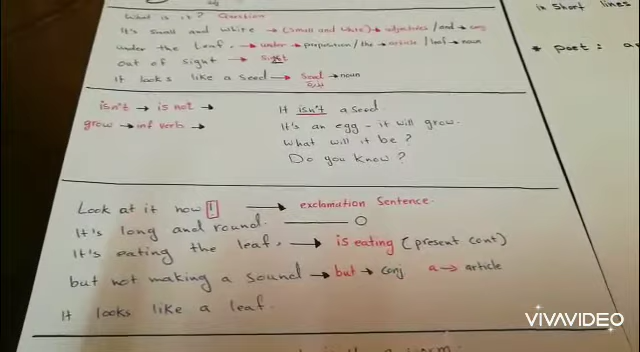 What is it? Question
It's small and white → (small and white) → adjectives / and → conj
under the leaf. → under → preposition / the → article / leaf → noun
out of sight → sight
It looks like a seed → seed → noun
isn't → is not →
It isn't a seed.
grow → inf verb →
It's an egg - it will grow.
What will it be?
Do you know?
Look at it now ! → exclamation Sentence.
It's long and round.
It's eating the leaf. → is eating (present cont)
but not making a sound → but → conj a → article
It looks like a leaf.
in short lines
* poet :
VIVAVIDEO